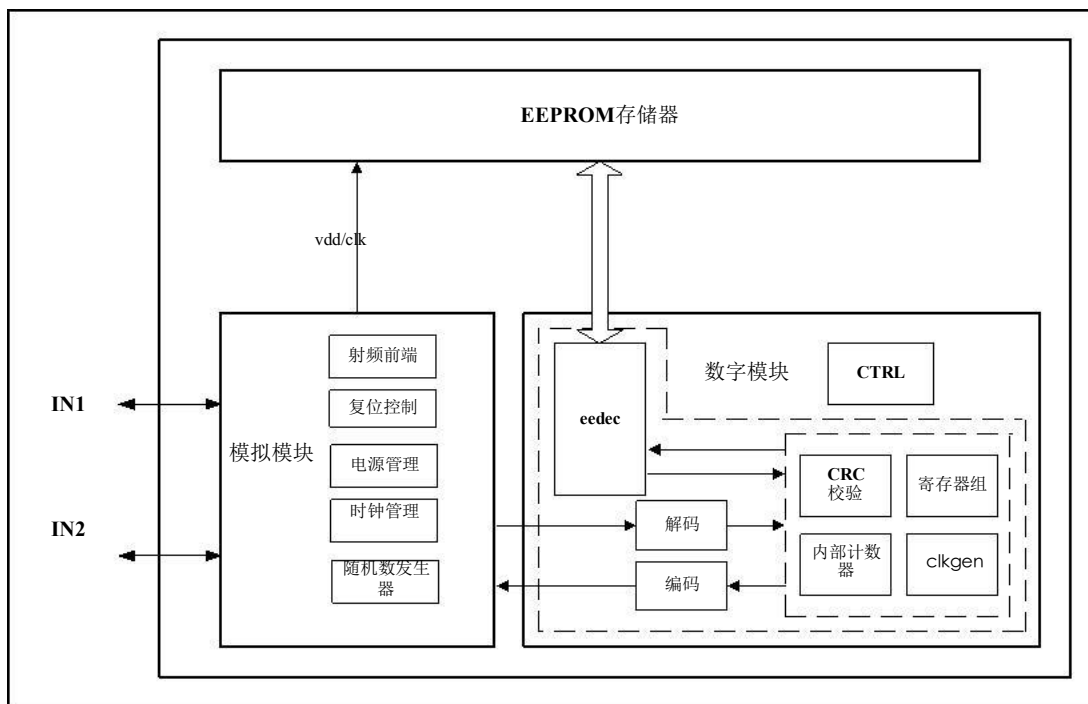 EEPROM存储器
vdd/clk
射频前端
复位控制
模拟模块
电源管理
时钟管理
随机数发生
器
IN1
IN2
数字模块
CTRL
eedec
CRC
校验
寄存器组
解码
内部计数
器
clkgen
编码